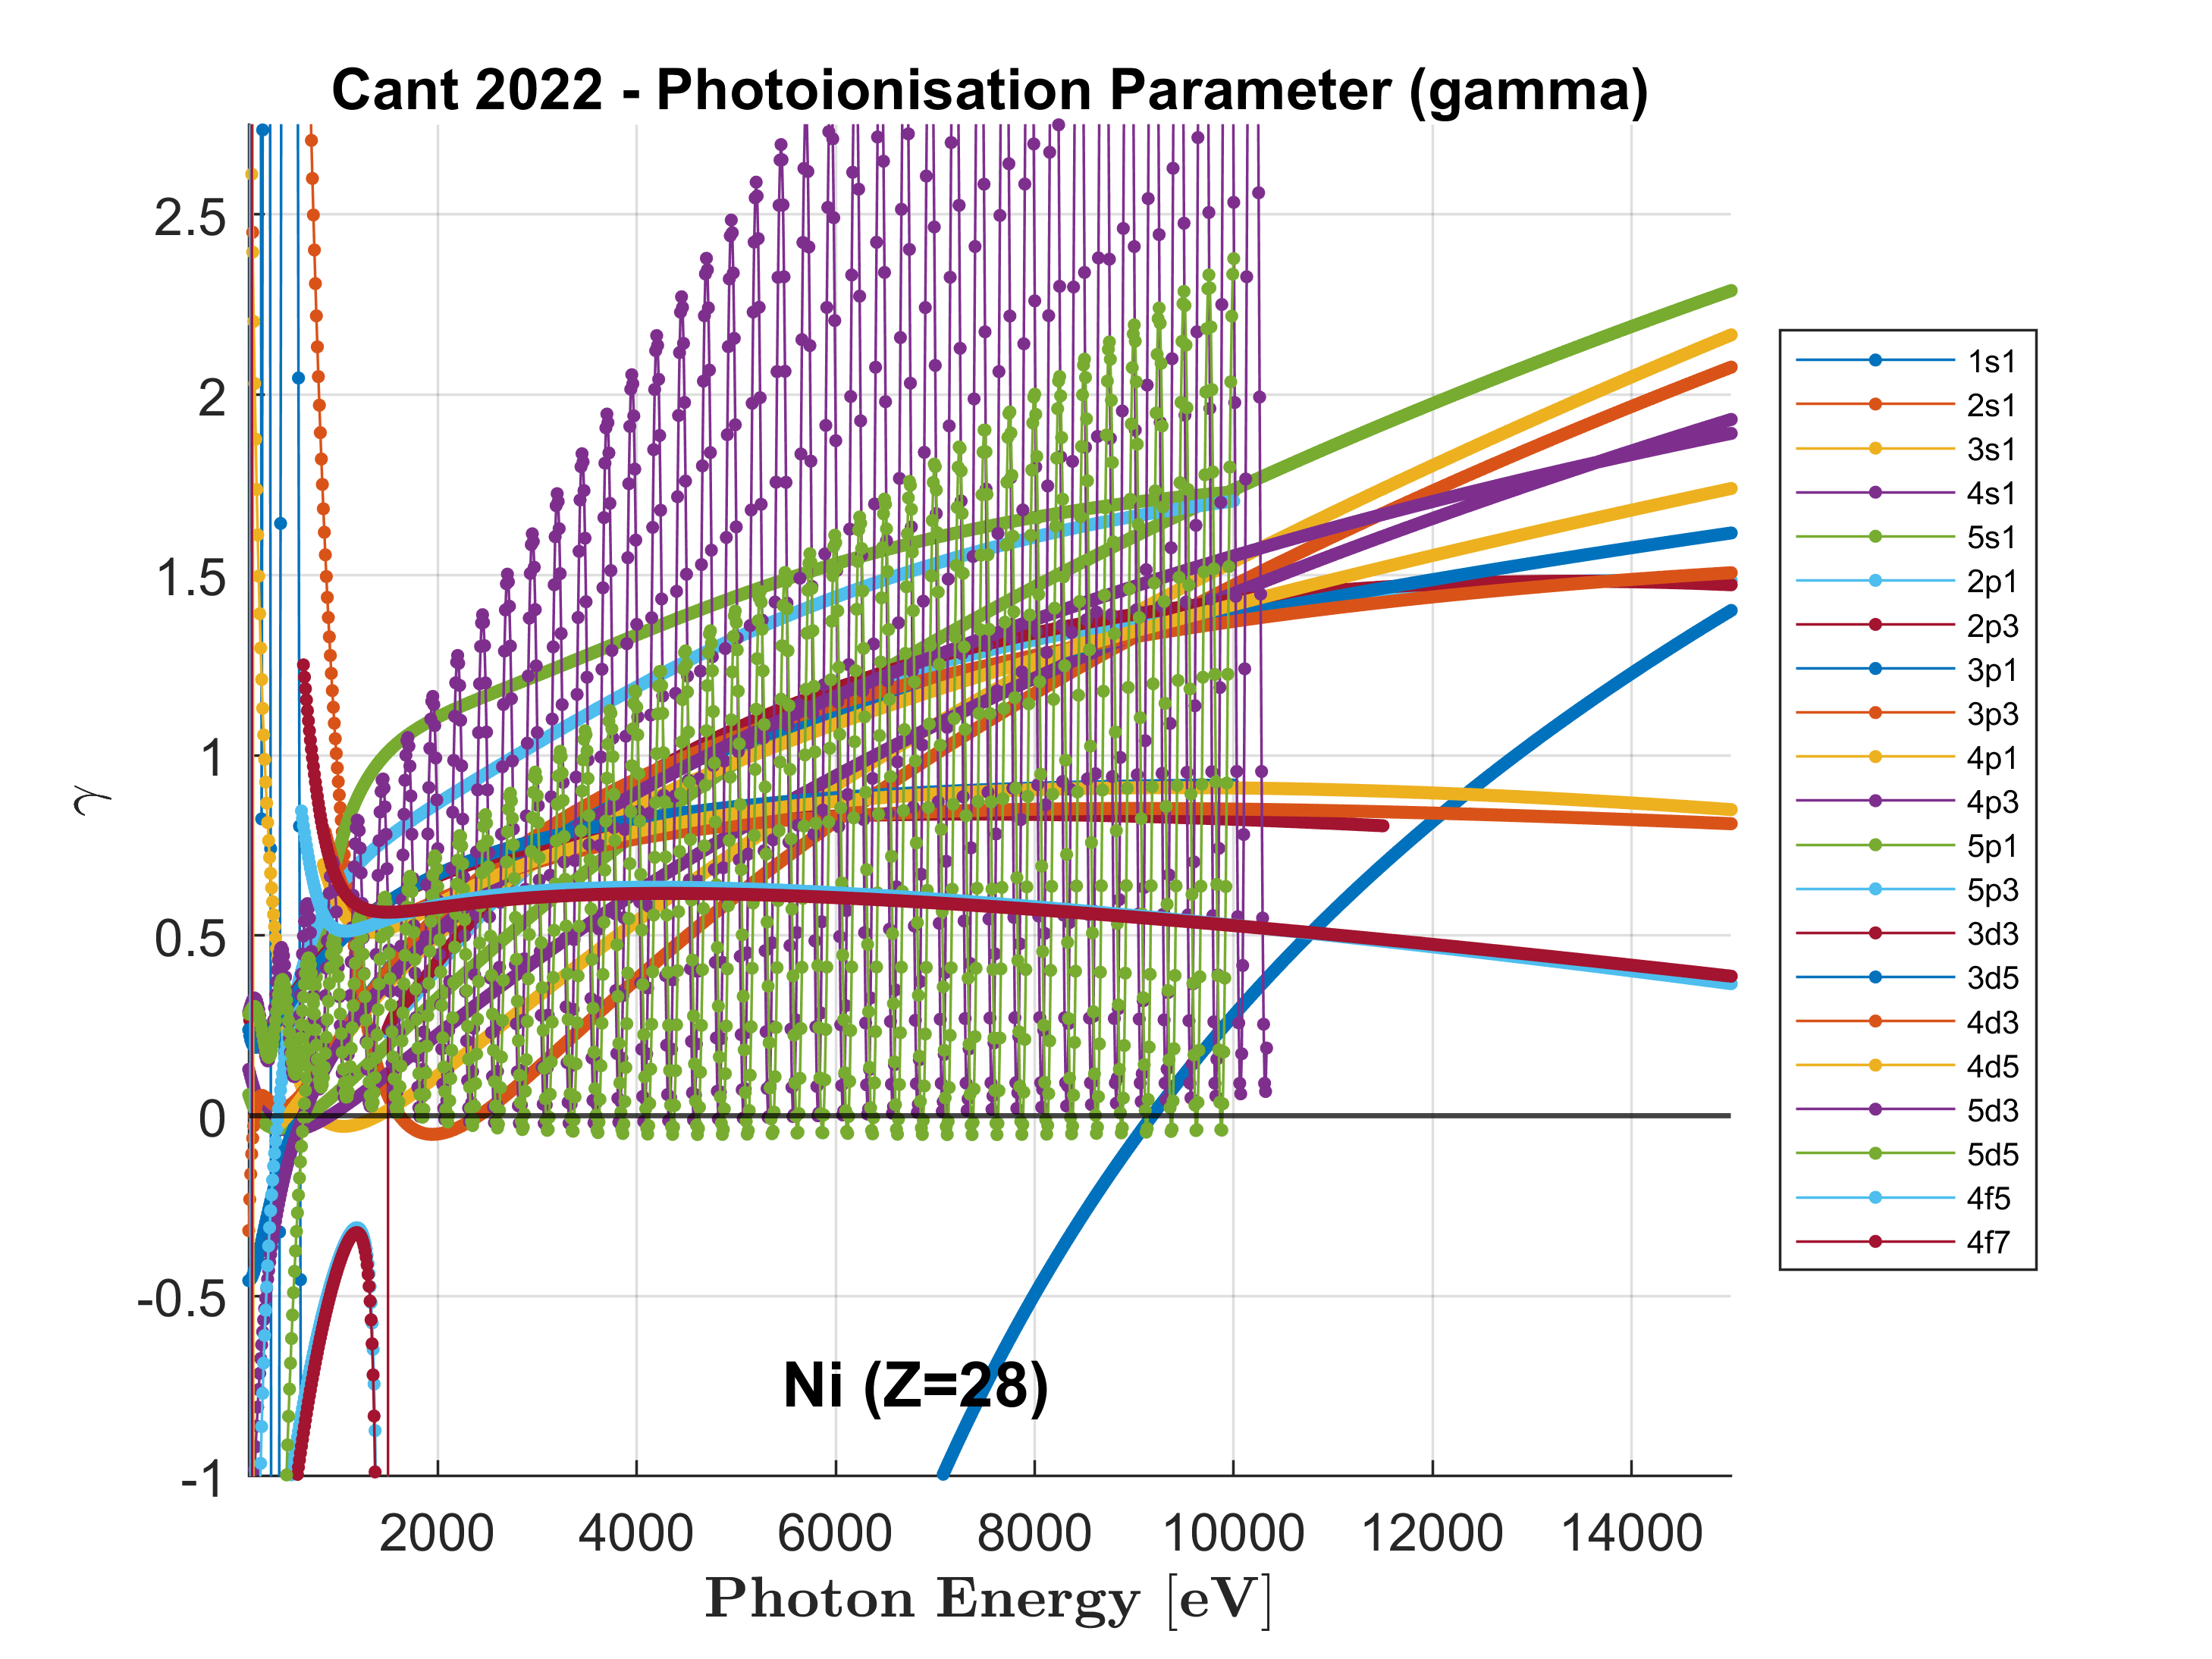 Cant 2022 - Photoionisation Parameter (gamma)
2.5
2
1.5
1
0.5
0
-0.5
-1
γ
2000 4000 6000 8000 10000 12000 14000
Photon Energy [eV]
Ni (Z=28)
1s1
2s1
3s1
4s1
5s1
2p1
2p3
3p1
3p3
4p1
4p3
5p1
5p3
3d3
3d5
4d3
4d5
5d3
5d5
4f5
4f7